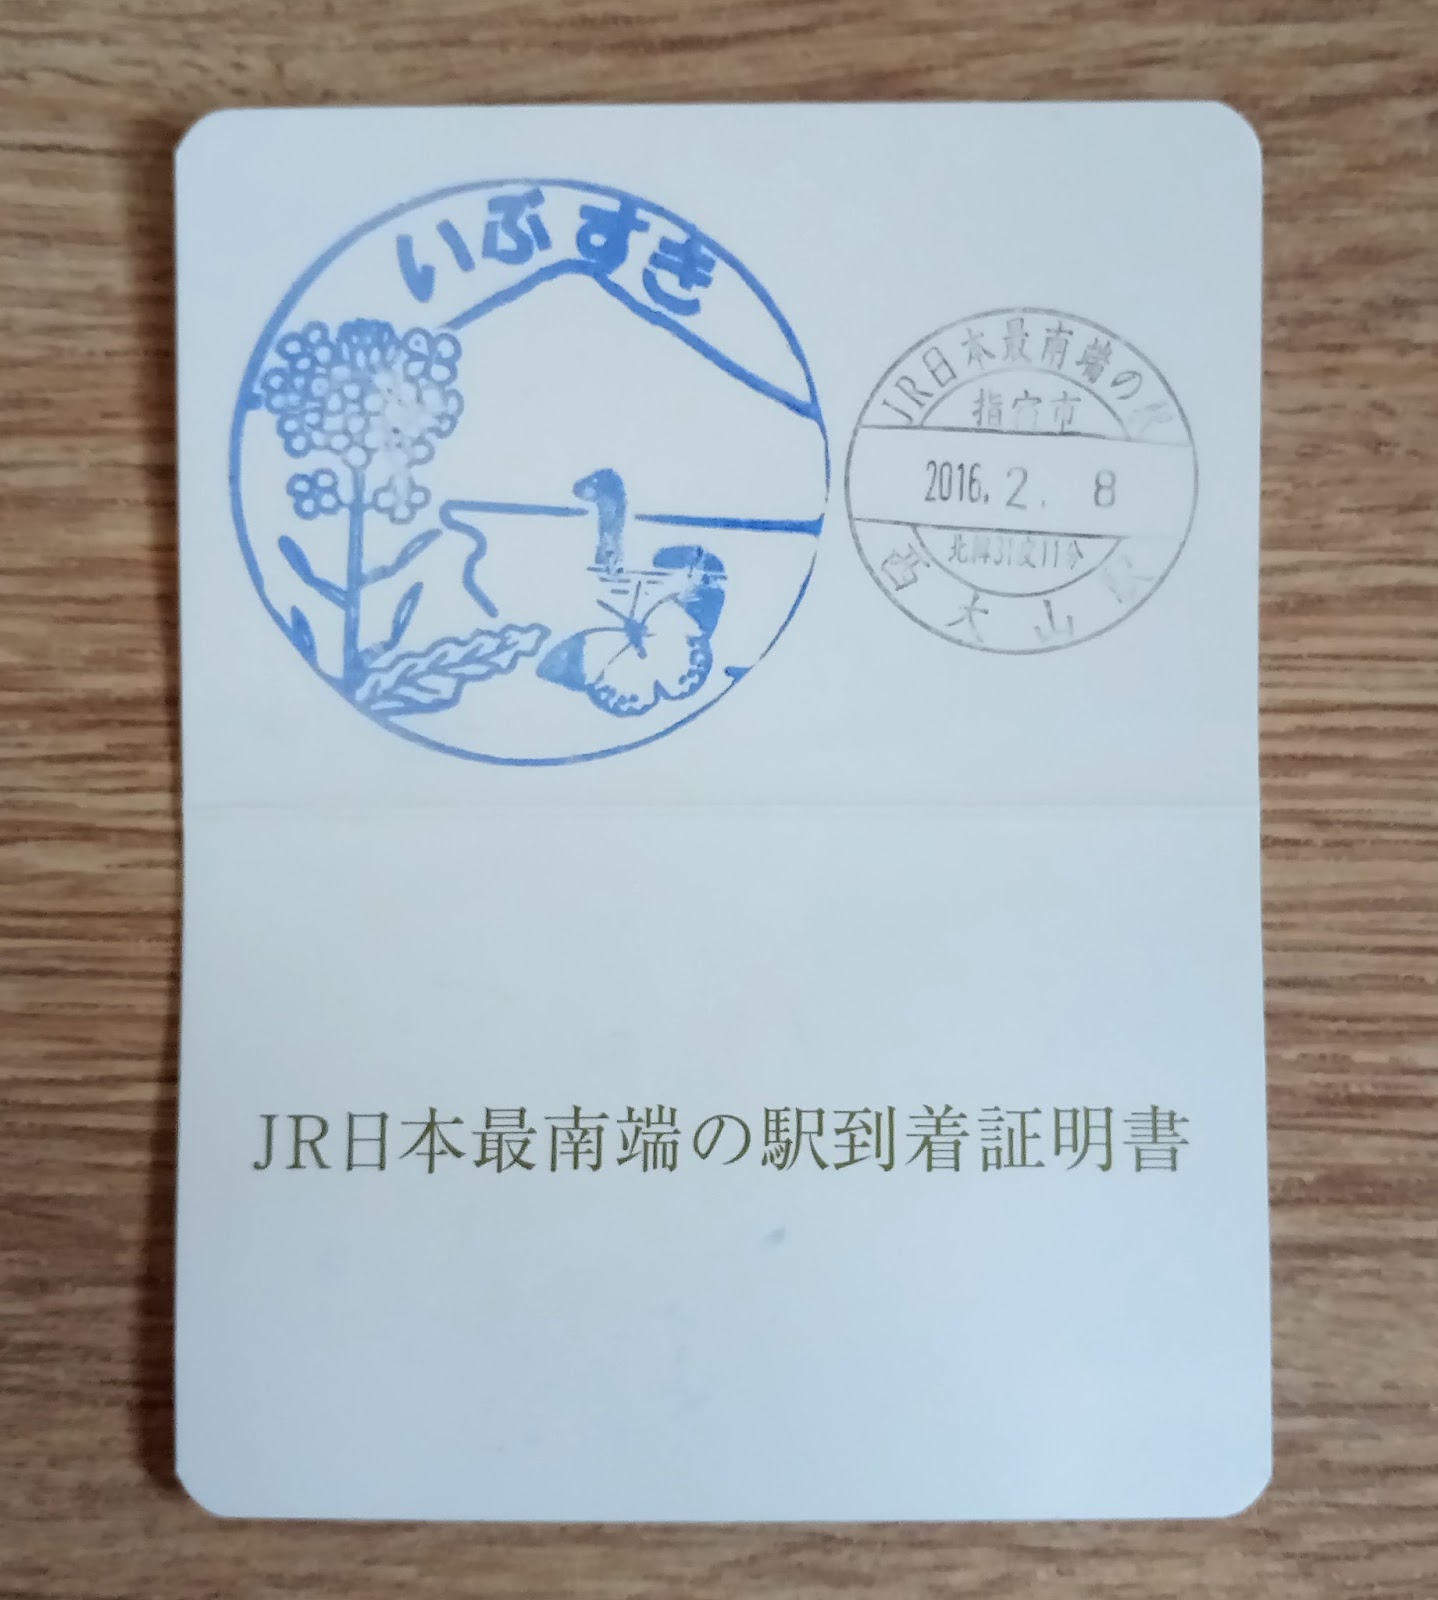 いぶすき
JR日本最南端の駅
指宿市
2016. 2. 8
北緯31度11分
西大山駅
JR日本最南端の駅到着証明書